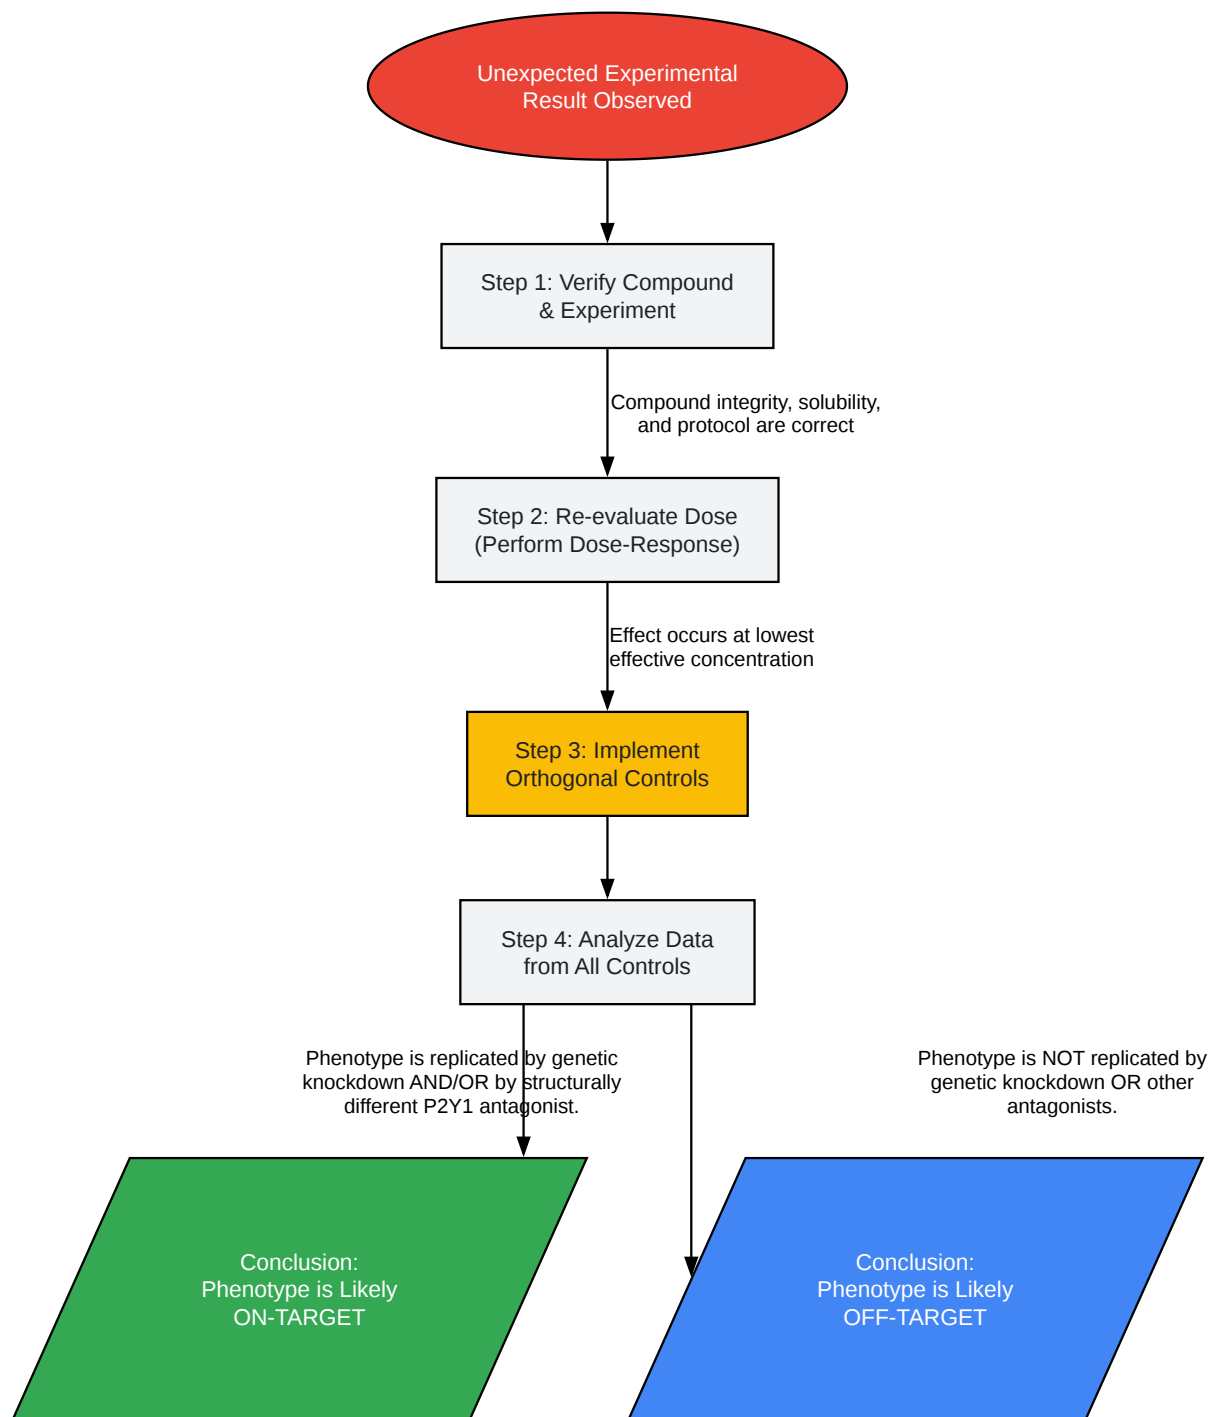 Unexpected Experimental
Result Observed
Step 1: Verify Compound
& Experiment
Compound integrity, solubility,
and protocol are correct
Step 2: Re-evaluate Dose
(Perform Dose-Response)
Effect occurs at lowest
effective concentration
Step 3: Implement
Orthogonal Controls
Step 4: Analyze Data
from All Controls
Phenotype is replicated by genetic
knockdown AND/OR by structurally
different P2Y1 antagonist.
Phenotype is NOT replicated by
genetic knockdown OR other
antagonists.
Conclusion:
Phenotype is Likely
ON-TARGET
Conclusion:
Phenotype is Likely
OFF-TARGET